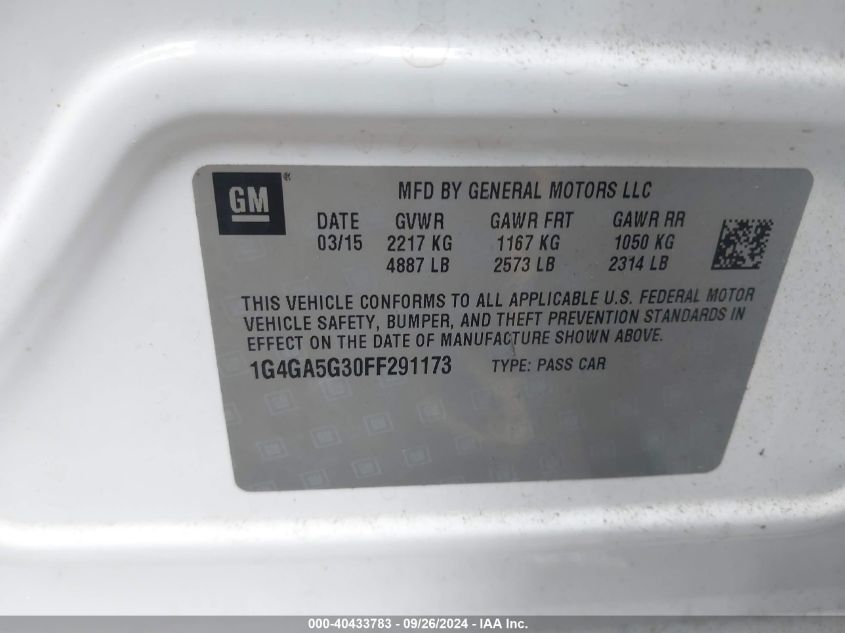 GM®
MFD BY GENERAL MOTORS LLC
DATE GVWR GAWR FRT GAWR RR
03/15 2217 KG 1167 KG 1050 KG
4887 LB 2573 LB 2314 LB
THIS VEHICLE CONFORMS TO ALL APPLICABLE U.S. FEDERAL MOTOR
VEHICLE SAFETY, BUMPER, AND THEFT PREVENTION STANDARDS IN
EFFECT ON THE DATE OF MANUFACTURE SHOWN ABOVE.
1G4GA5G30FF291173 TYPE: PASS CAR
000-40433783 - 09/26/2024 - IAA Inc.